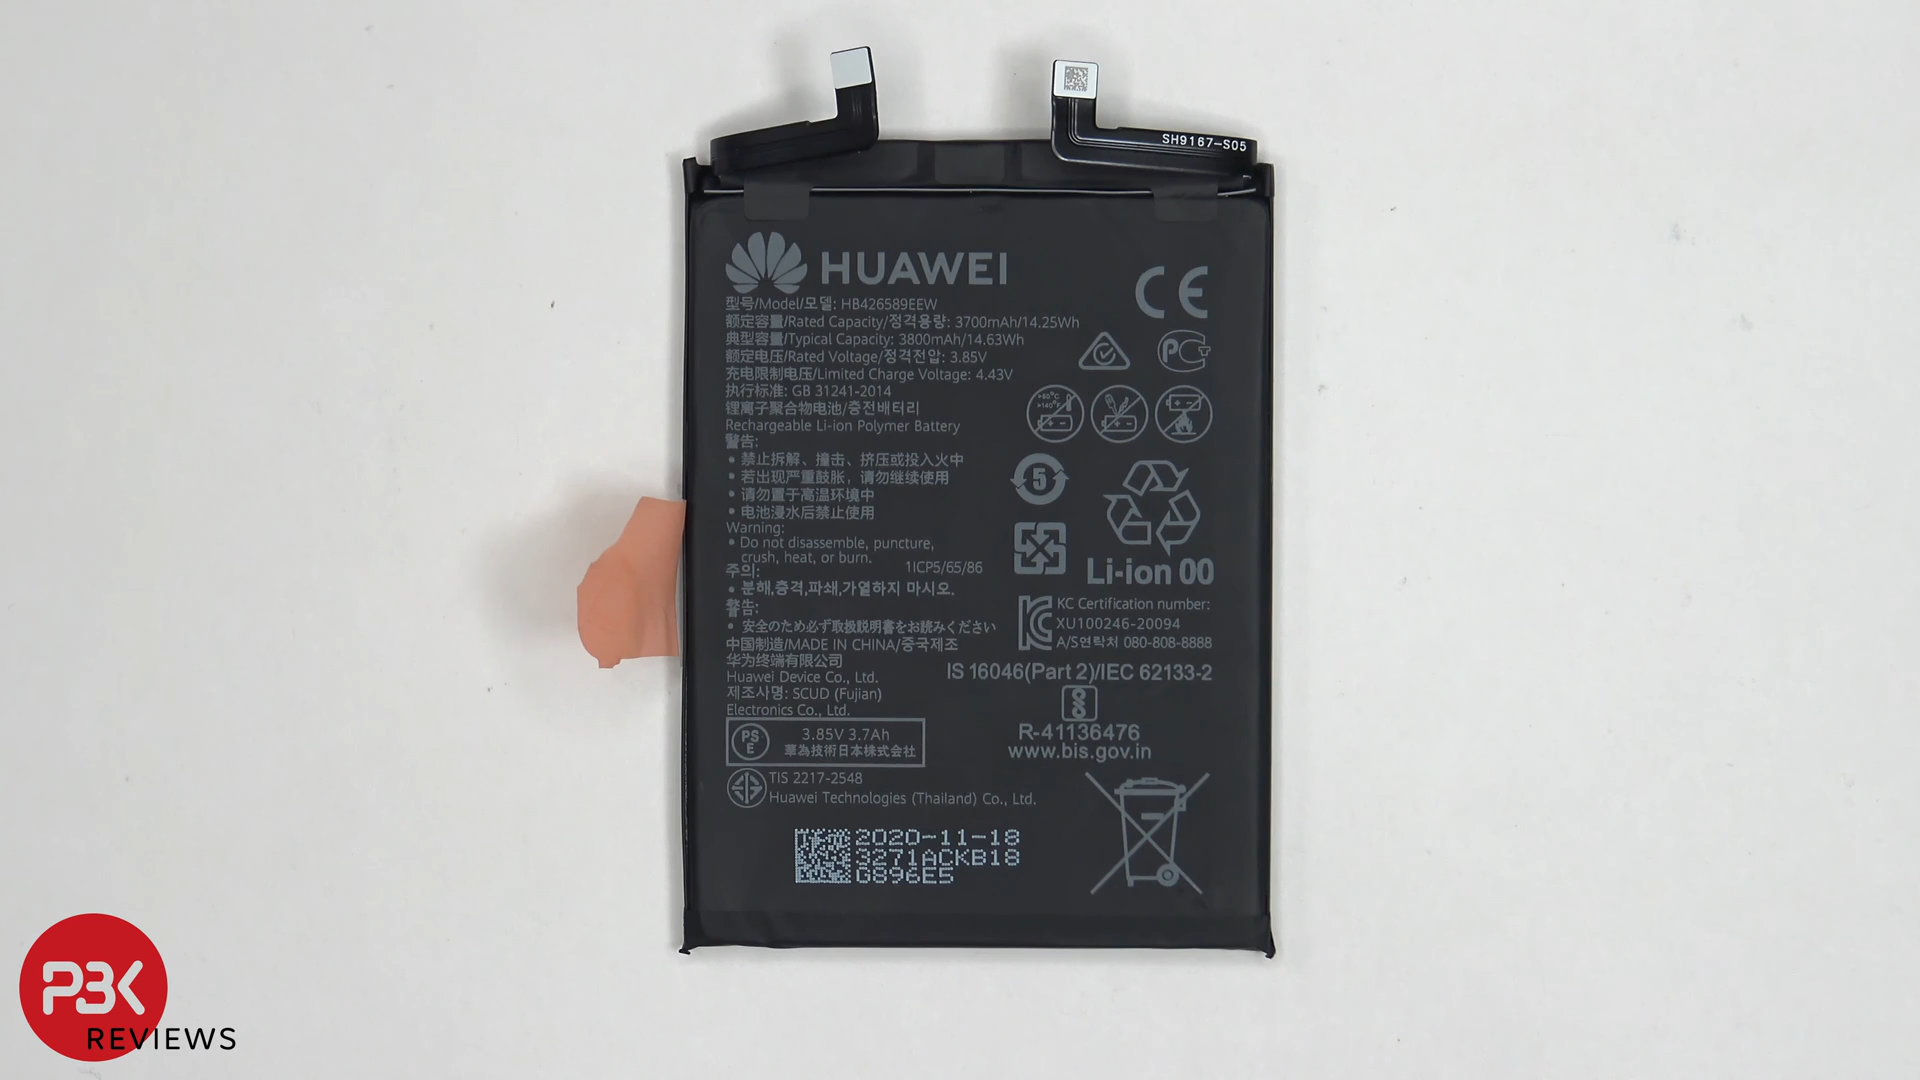 SH9167-S05
HUAWEI
CE
型号/Model/모델: HB426589EEW
额定容量/Rated Capacity/정격용량: 3700mAh/14.25Wh
典型容量/Typical Capacity: 3800mAh/14.63Wh
额定电压/Rated Voltage/정격전압: 3.85V
充电限制电压/Limited Charge Voltage: 4.43V
执行标准: GB 31241-2014
锂离子聚合物电池/충전배터리
Rechargeable Li-ion Polymer Battery
警告:
• 禁止拆解、撞击、挤压或投入火中
• 若出现严重鼓胀，请勿继续使用
• 请勿置于高温环境中
• 电池浸水后禁止使用
Warning:
• Do not disassemble, puncture,
crush, heat, or burn.
1ICP5/65/86
주의:
• 분해,충격,파쇄,가열하지 마시오.
警告:
• 安全のため必ず取扱説明書をお読みください
中国制造/MADE IN CHINA/중국제조
华为终端有限公司
Huawei Device Co., Ltd.
제조사명: SCUD (Fujian)
Electronics Co., Ltd.
PS
E
3.85V 3.7Ah
華為技術日本株式会社
TIS 2217-2548
Huawei Technologies (Thailand) Co., Ltd.
2020-11-18
3271ACKB18
G896E5
>60°C
>140°F
5
Li-ion 00
KC Certification number:
XU100246-20094
A/S연락처 080-808-8888
IS 16046(Part 2)/IEC 62133-2
R-41136476
www.bis.gov.in
PBK
REVIEWS